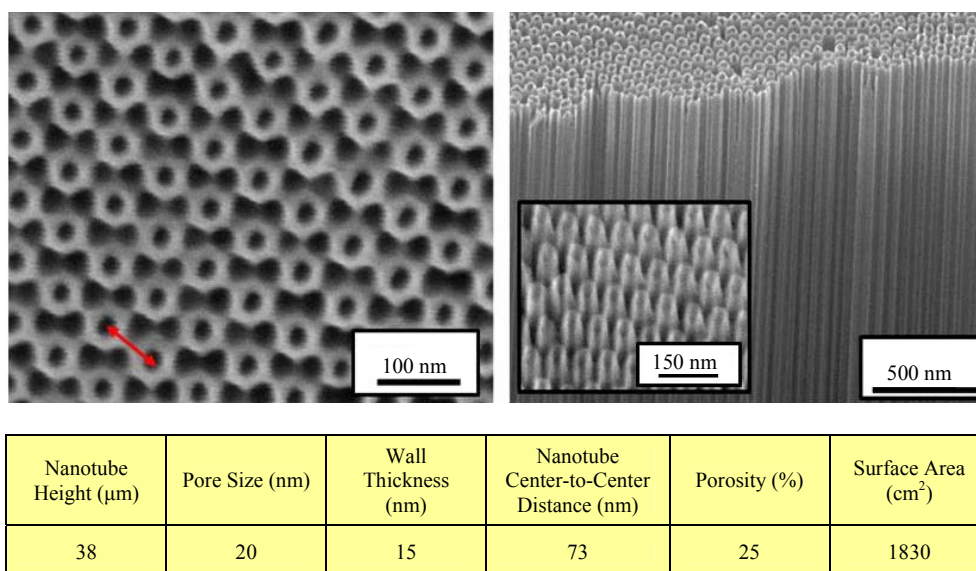 100 nm
150 nm
500 nm
Nanotube
Height (μm)
Pore Size (nm)
Wall
Thickness
(nm)
Nanotube
Center-to-Center
Distance (nm)
Porosity (%)
Surface Area
(cm²)
38
20
15
73
25
1830